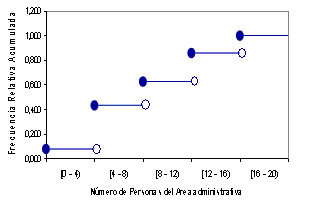 Frecuencia Relativa Acumulada
1,200
1,000
0,800
0,600
0,400
0,200
0,000
[0 - 4) [4 - 8) [8 - 12) [12 - 16) [16 - 20)
Número de Personas del Area administrativa